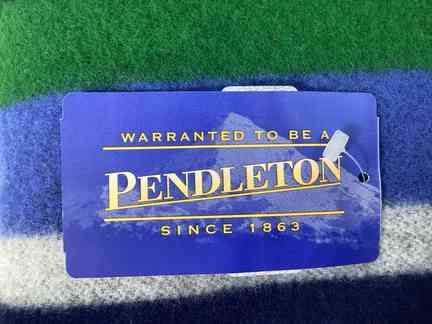 WARRANTED TO BE A
PENDLETON
SINCE 1863